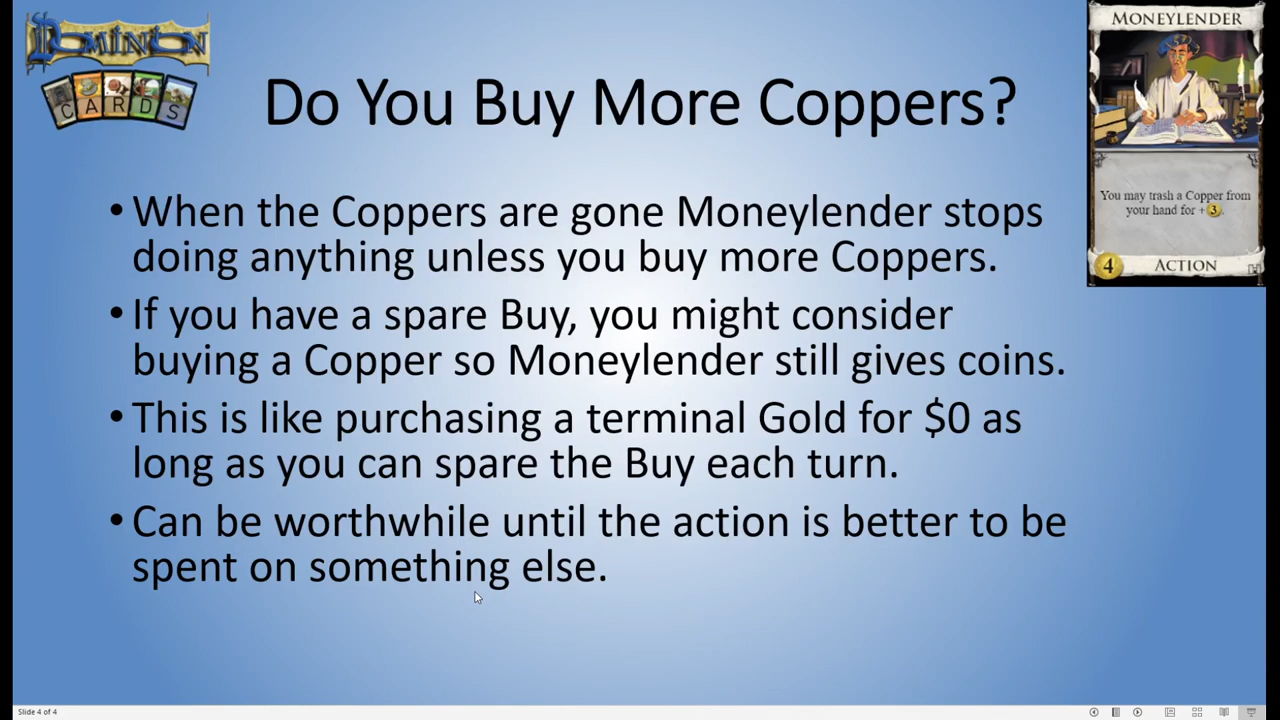 Dominion
CARDS
Do You Buy More Coppers?
MONEYLENDER
You may trash a Copper from
your hand for +3.
4 ACTION
• When the Coppers are gone Moneylender stops
doing anything unless you buy more Coppers.
• If you have a spare Buy, you might consider
buying a Copper so Moneylender still gives coins.
• This is like purchasing a terminal Gold for $0 as
long as you can spare the Buy each turn.
• Can be worthwhile until the action is better to be
spent on something else.
Slide 4 of 4